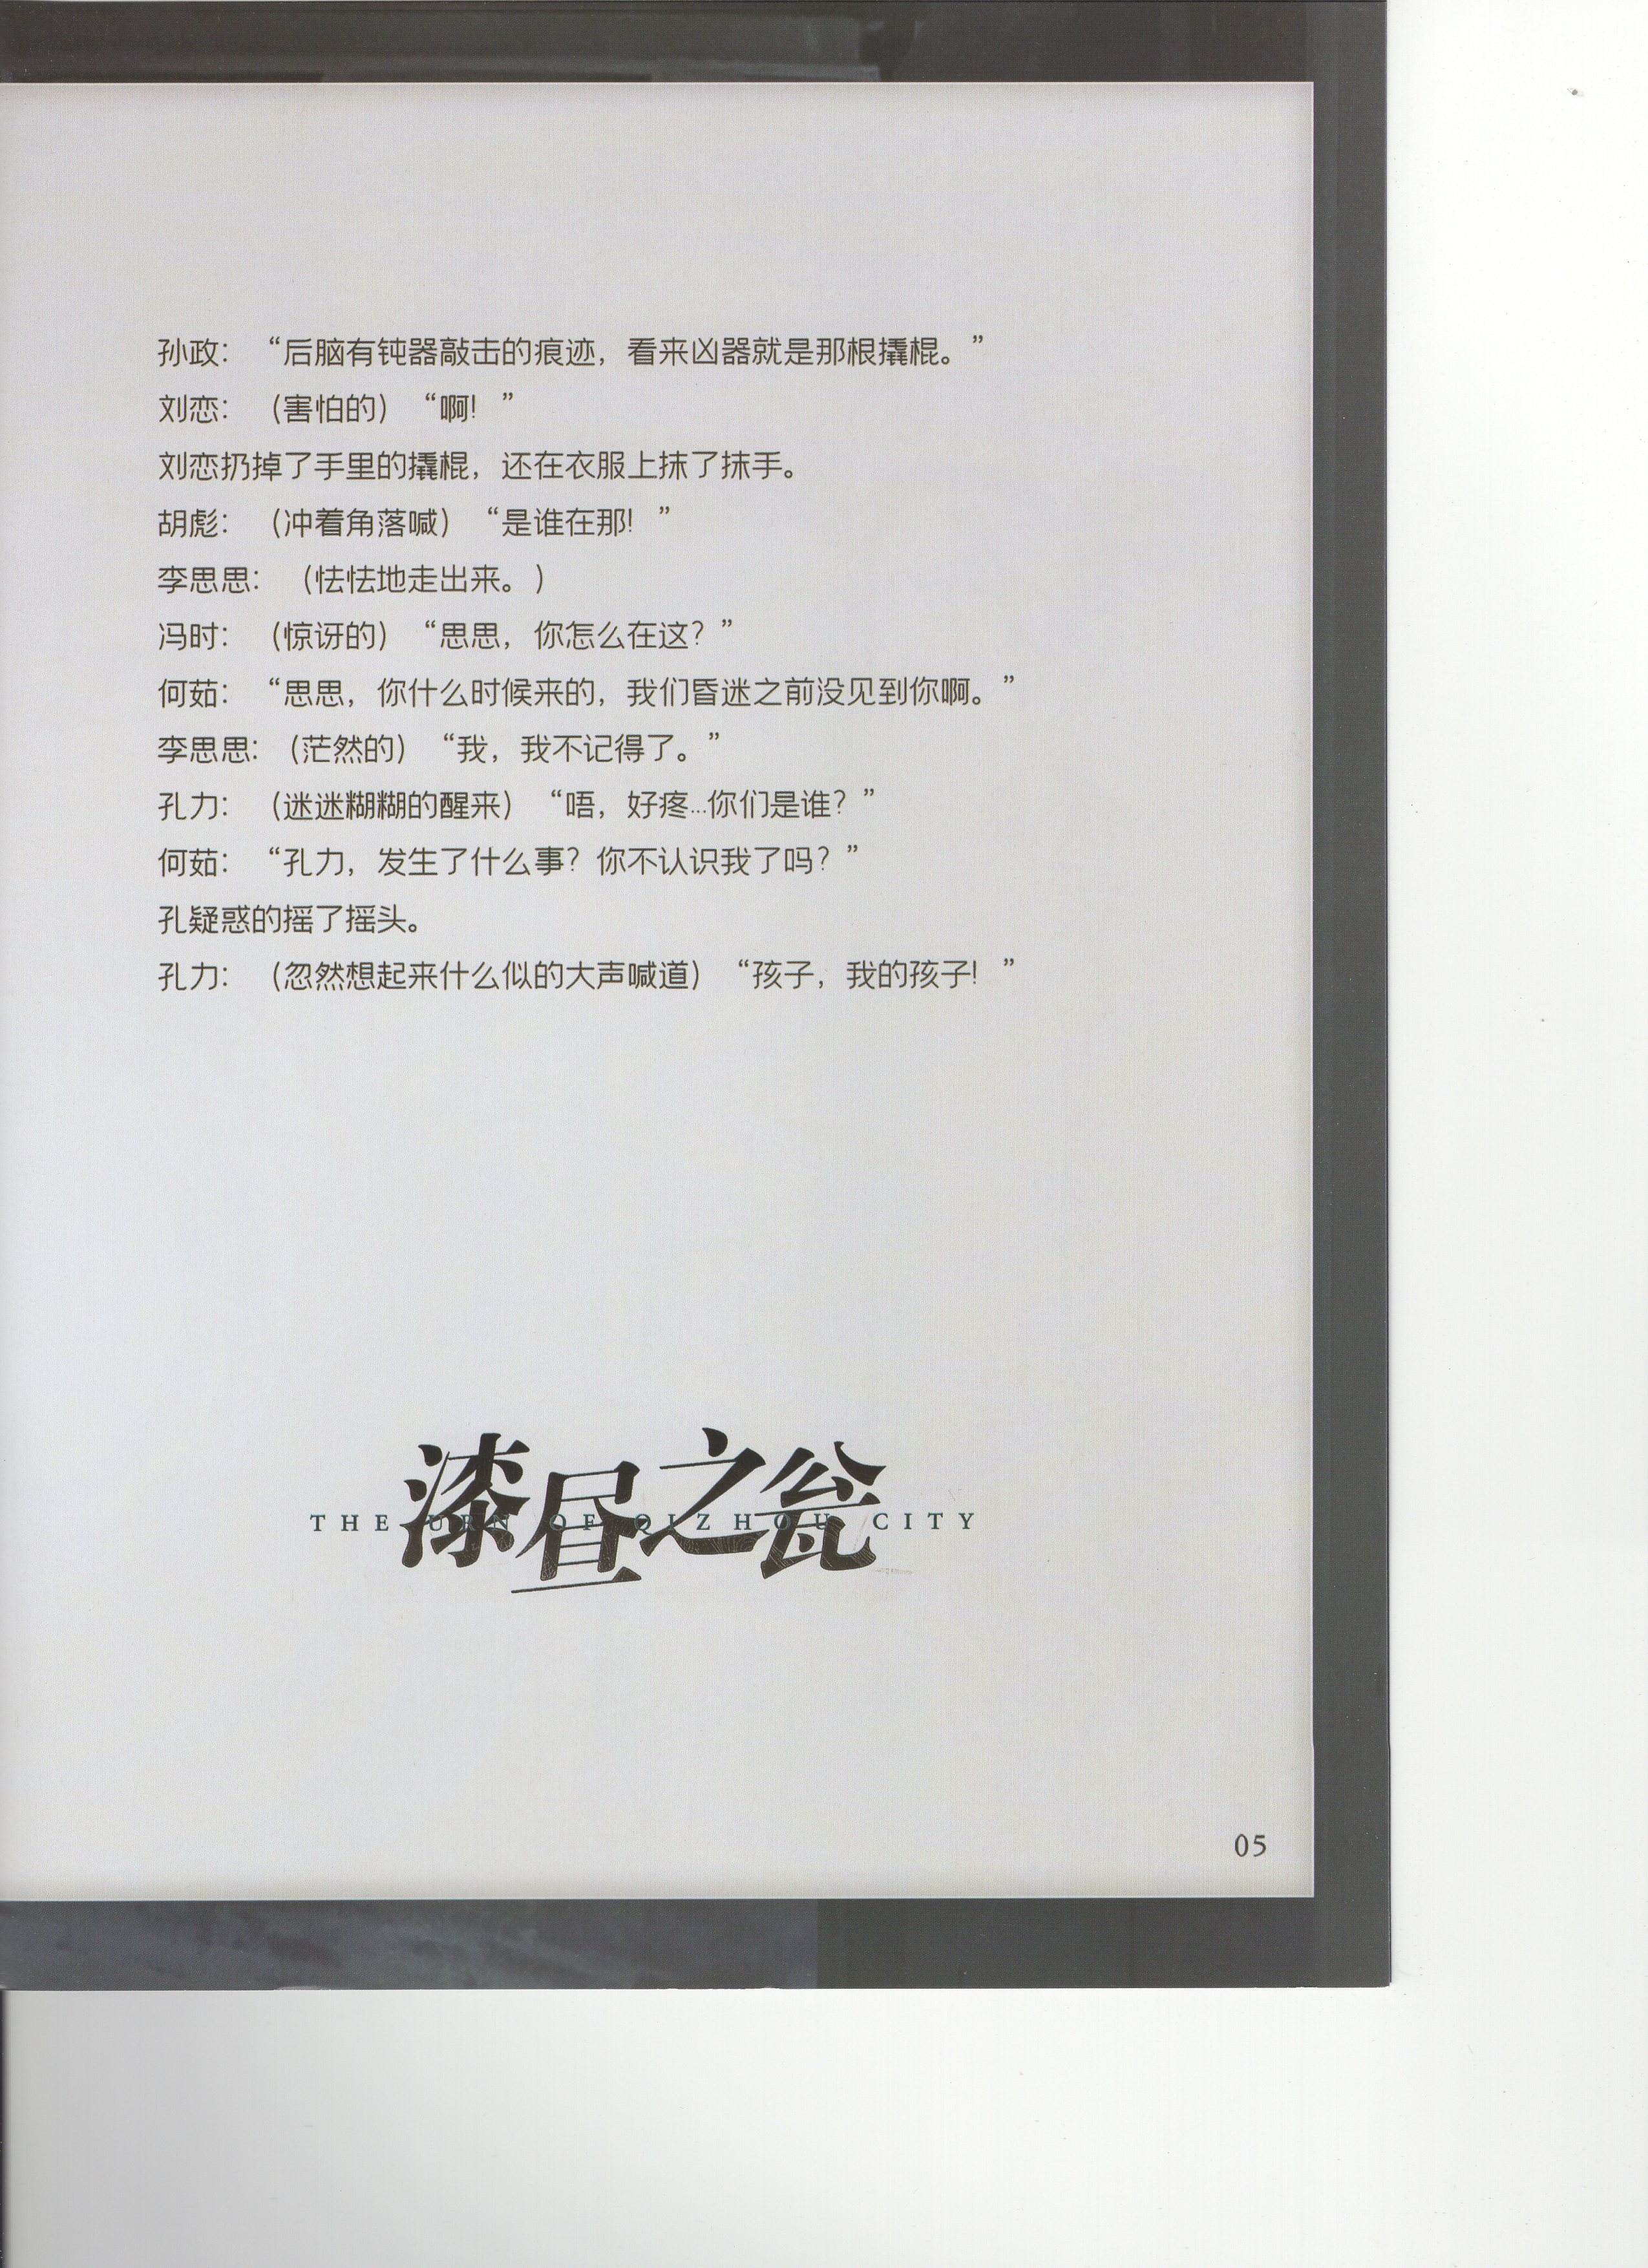 孙政：“后脑有钝器敲击的痕迹，看来凶器就是那根撬棍。”
刘恋：（害怕的）“啊！”
刘恋扔掉了手里的撬棍，还在衣服上抹了抹手。
胡彪：（冲着角落喊）“是谁在那！”
李思思：（怯怯地走出来。）
冯时：（惊讶的）“思思，你怎么在这？”
何茹：“思思，你什么时候来的，我们昏迷之前没见到你啊。”
李思思：（茫然的）“我，我不记得了。”
孔力：（迷迷糊糊的醒来）“唔，好疼...你们是谁？”
何茹：“孔力，发生了什么事？你不认识我了吗？”
孔疑惑的摇了摇头。
孔力：（忽然想起来什么似的大声喊道）“孩子，我的孩子！”
漆昼之瓮
THE URN OF QIZHOU CITY
05